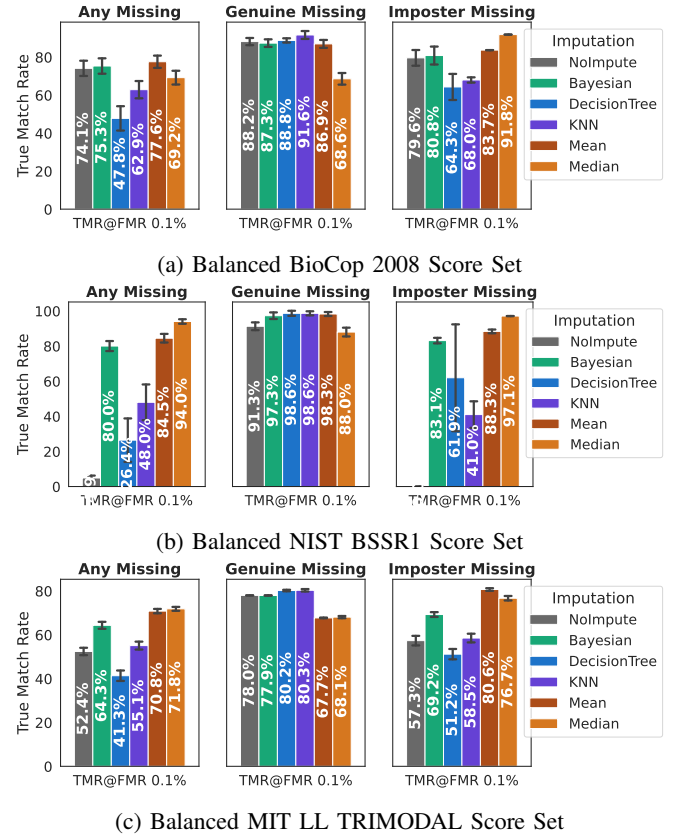 Any Missing
Genuine Missing
Imposter Missing
True Match Rate
80
60
40
20
0
74.1%
75.3%
47.8%
62.9%
77.6%
69.2%
88.2%
87.3%
88.8%
91.6%
86.9%
68.6%
79.6%
80.8%
64.3%
68.0%
83.7%
91.8%
TMR@FMR 0.1%
TMR@FMR 0.1%
TMR@FMR 0.1%
Imputation
NoImpute
Bayesian
DecisionTree
KNN
Mean
Median
(a) Balanced BioCop 2008 Score Set
Any Missing
Genuine Missing
Imposter Missing
True Match Rate
100
80
60
40
20
0
80.0%
26.4%
48.0%
84.5%
94.0%
91.3%
97.3%
98.6%
98.6%
98.3%
88.0%
83.1%
61.9%
41.0%
88.3%
97.1%
TMR@FMR 0.1%
TMR@FMR 0.1%
TMR@FMR 0.1%
Imputation
NoImpute
Bayesian
DecisionTree
KNN
Mean
Median
(b) Balanced NIST BSSR1 Score Set
Any Missing
Genuine Missing
Imposter Missing
True Match Rate
80
60
40
20
0
52.4%
64.3%
41.3%
55.1%
70.8%
71.8%
78.0%
77.9%
80.2%
80.3%
67.7%
68.1%
57.3%
69.2%
51.2%
58.5%
80.6%
76.7%
TMR@FMR 0.1%
TMR@FMR 0.1%
TMR@FMR 0.1%
Imputation
NoImpute
Bayesian
DecisionTree
KNN
Mean
Median
(c) Balanced MIT LL TRIMODAL Score Set